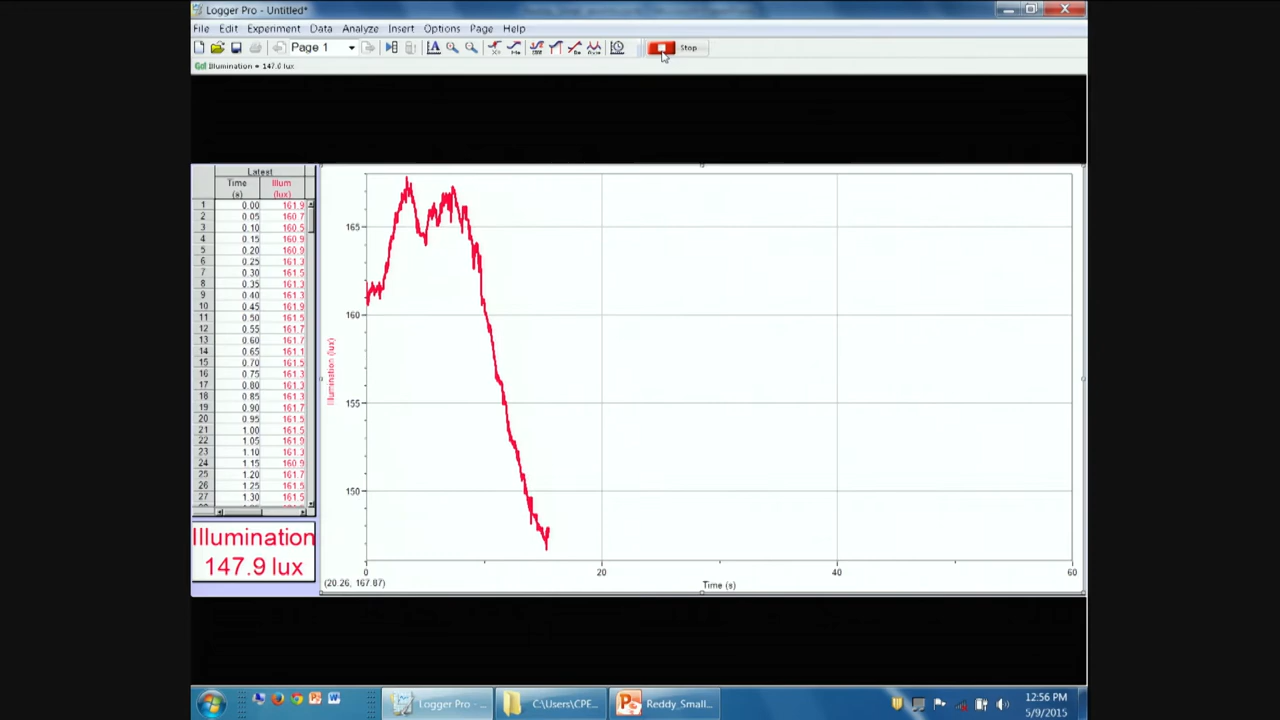 Logger Pro - Untitled*
File Edit Experiment Data Analyze Insert Options Page Help
Page 1
Stop
Go! Illumination = 147.6 lux
Latest
Time Illum
(s) (lux)
1 0.00 161.9
2 0.05 160.7
3 0.10 160.5
4 0.15 160.9
5 0.20 160.9
6 0.25 161.3
7 0.30 161.5
8 0.35 161.3
9 0.40 161.3
10 0.45 161.9
11 0.50 161.5
12 0.55 161.7
13 0.60 161.7
14 0.65 161.1
15 0.70 161.5
16 0.75 161.3
17 0.80 161.3
18 0.85 161.3
19 0.90 161.7
20 0.95 161.5
21 1.00 161.5
22 1.05 161.9
23 1.10 161.3
24 1.15 160.9
25 1.20 161.7
26 1.25 161.5
27 1.30 161.5
Illumination
147.9 lux
Illumination (lux)
165
160
155
150
0 20 40 60
(20.26, 167.87)
Time (s)
Logger Pro - ...
C:\Users\CPE...
Reddy_Small...
12:56 PM
5/9/2015